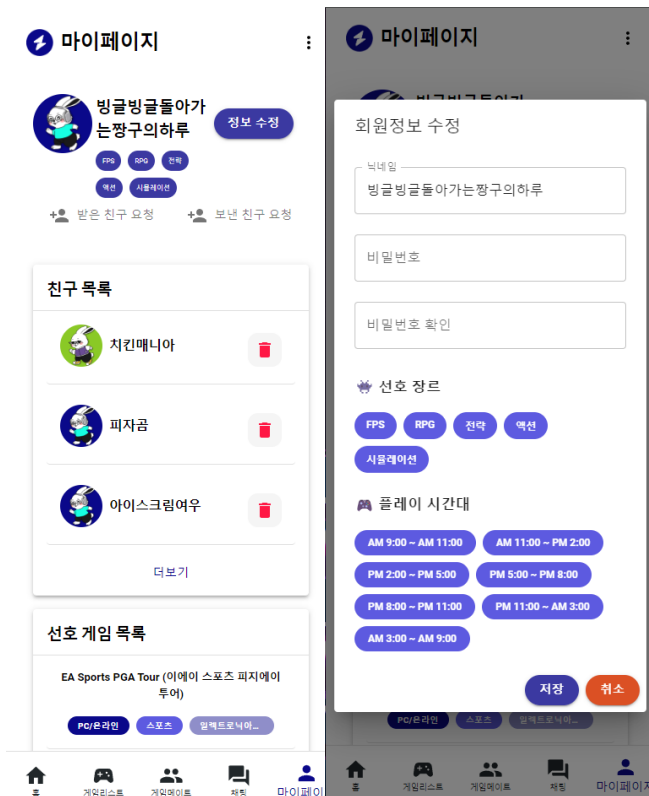 마이페이지
빙글빙글돌아가
는짱구의하루
정보 수정
FPS RPG 전략
액션 시뮬레이션
받은 친구 요청 보낸 친구 요청
친구 목록
치킨매니아
피자곰
아이스크림여우
더보기
선호 게임 목록
EA Sports PGA Tour (이에이 스포츠 피지에이
투어)
PC/온라인 스포츠 일렉트로닉아...
홈 게임리스트 게임메이트 채팅 마이페이
마이페이지
회원정보 수정
닉네임
빙글빙글돌아가는짱구의하루
비밀번호
비밀번호 확인
선호 장르
FPS RPG 전략 액션
시뮬레이션
플레이 시간대
AM 9:00 ~ AM 11:00 AM 11:00 ~ PM 2:00
PM 2:00 ~ PM 5:00 PM 5:00 ~ PM 8:00
PM 8:00 ~ PM 11:00 PM 11:00 ~ AM 3:00
AM 3:00 ~ AM 9:00
저장 취소
PC/온라인 스포츠 일렉트로닉아...
홈 게임리스트 게임메이트 채팅 마이페이지